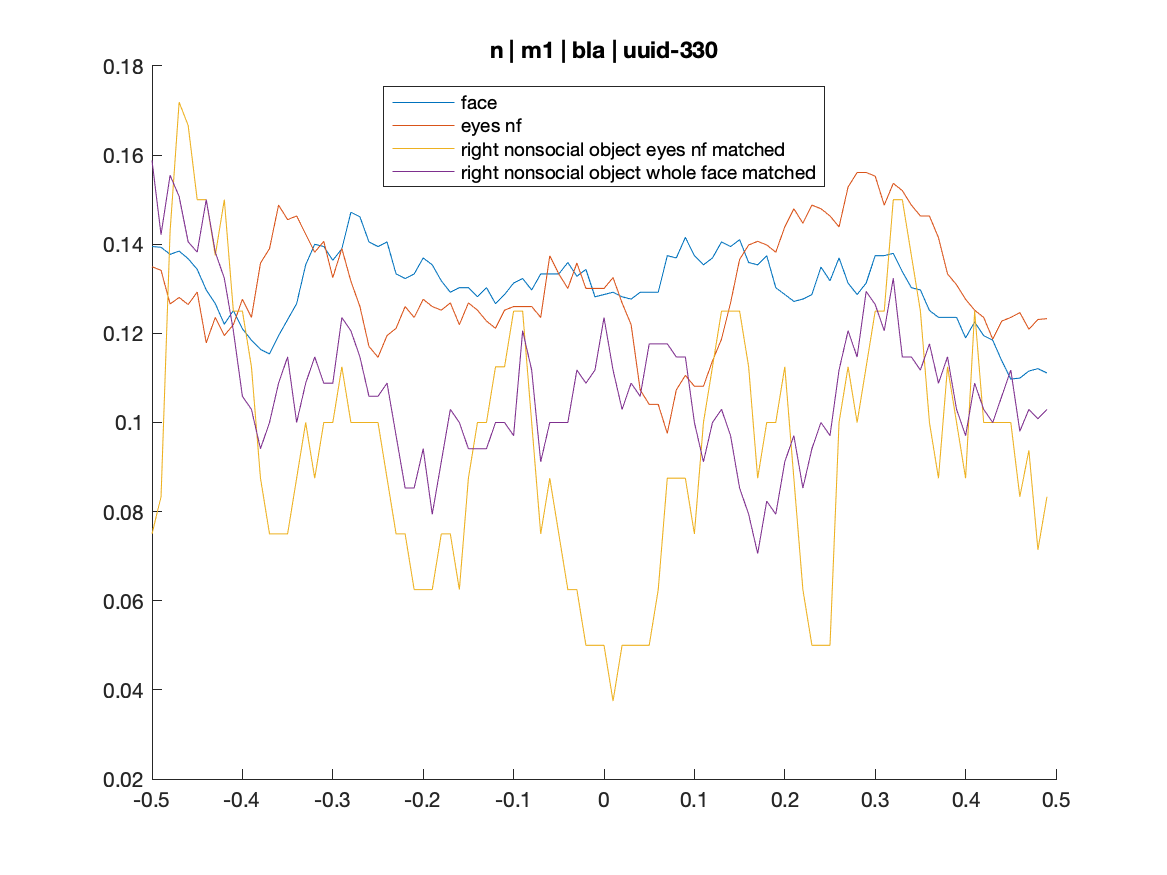 n | m1 | bla | uuid-330
0.18
face
eyes nf
right nonsocial object eyes nf matched
right nonsocial object whole face matched
0.16
0.14
0.12
0.1
0.08
0.06
0.04
0.02
-0.5 -0.4 -0.3 -0.2 -0.1 0 0.1 0.2 0.3 0.4 0.5